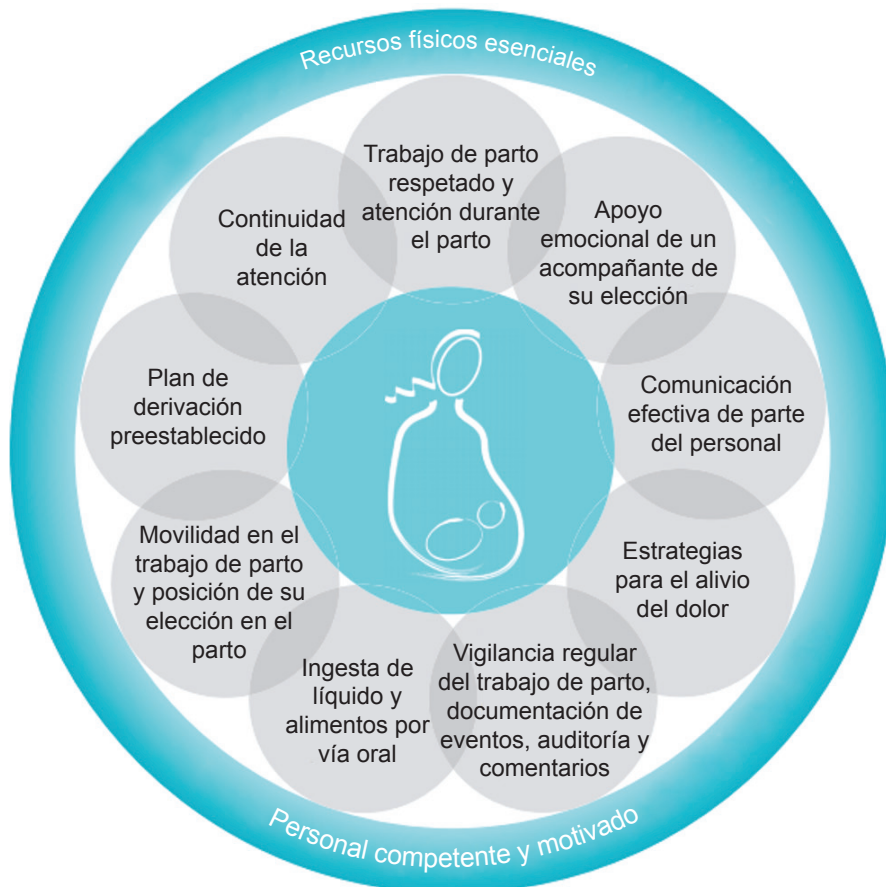 Recursos físicos esenciales
Trabajo de parto
respetado y
atención durante
el parto
Apoyo
emocional de un
acompañante de
su elección
Comunicación
efectiva de parte
del personal
Estrategias
para el alivio
del dolor
Vigilancia regular
del trabajo de parto,
documentación de
eventos, auditoría y
comentarios
Ingesta de
líquido y
alimentos por
vía oral
Movilidad en el
trabajo de parto
y posición de su
elección en el
parto
Plan de
derivación
preestablecido
Continuidad
de la
atención
Personal competente y motivado